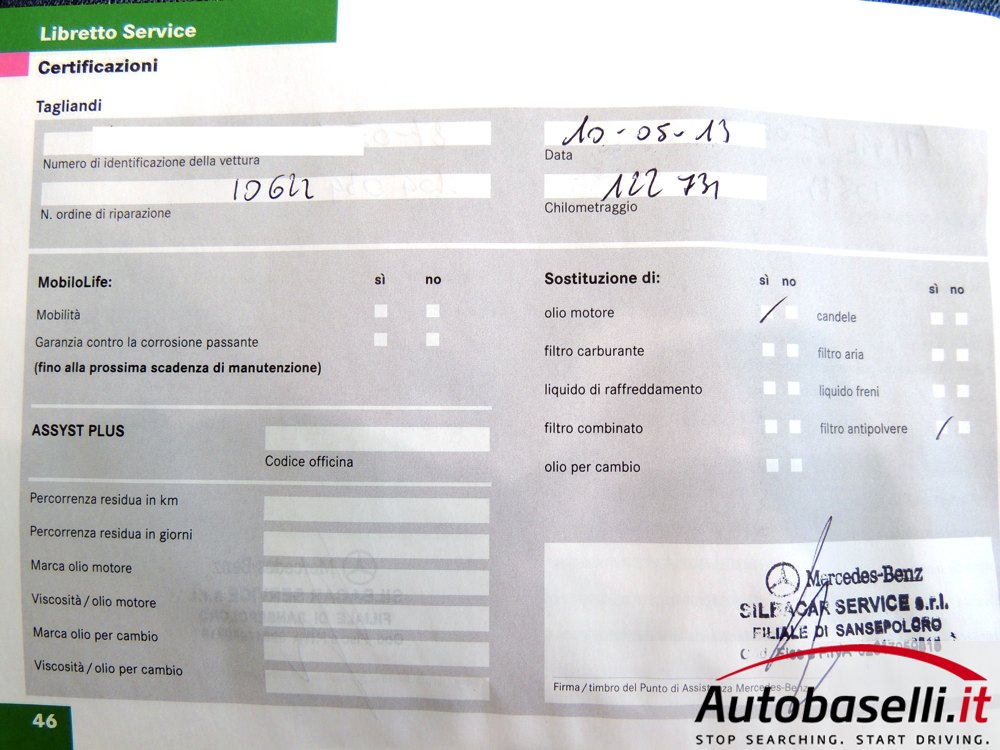 Libretto Service
Certificazioni
Tagliandi
Numero di identificazione della vettura
10-05-13
Data
10622
N. ordine di riparazione
122 731
Chilometraggio
MobiloLife: sì no
Mobilità
Garanzia contro la corrosione passante
(fino alla prossima scadenza di manutenzione)
ASSYST PLUS
Codice officina
Percorrenza residua in km
Percorrenza residua in giorni
Marca olio motore
Viscosità / olio motore
Marca olio per cambio
Viscosità / olio per cambio
Sostituzione di: sì no sì no
olio motore candele
filtro carburante filtro aria
liquido di raffreddamento liquido freni
filtro combinato filtro antipolvere
olio per cambio
Mercedes-Benz
SILBACAR SERVICE s.r.l.
FILIALE DI SANSEPOLCRO
Firma / timbro del Punto di Assistenza Mercedes-Benz
46
Autobaselli.it
STOP SEARCHING. START DRIVING.